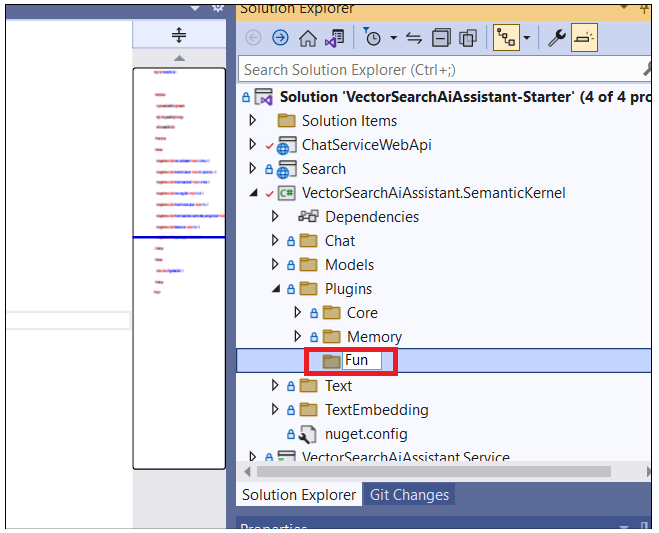 Solution Explorer
Search Solution Explorer (Ctrl+;)
Solution 'VectorSearchAiAssistant-Starter' (4 of 4 pro
Solution Items
ChatServiceWebApi
Search
C# VectorSearchAiAssistant.SemanticKernel
Dependencies
Chat
Models
Plugins
Core
Memory
Fun
Text
TextEmbedding
nuget.config
VectorSearchAiAssistant.Service
Solution Explorer Git Changes
Properties